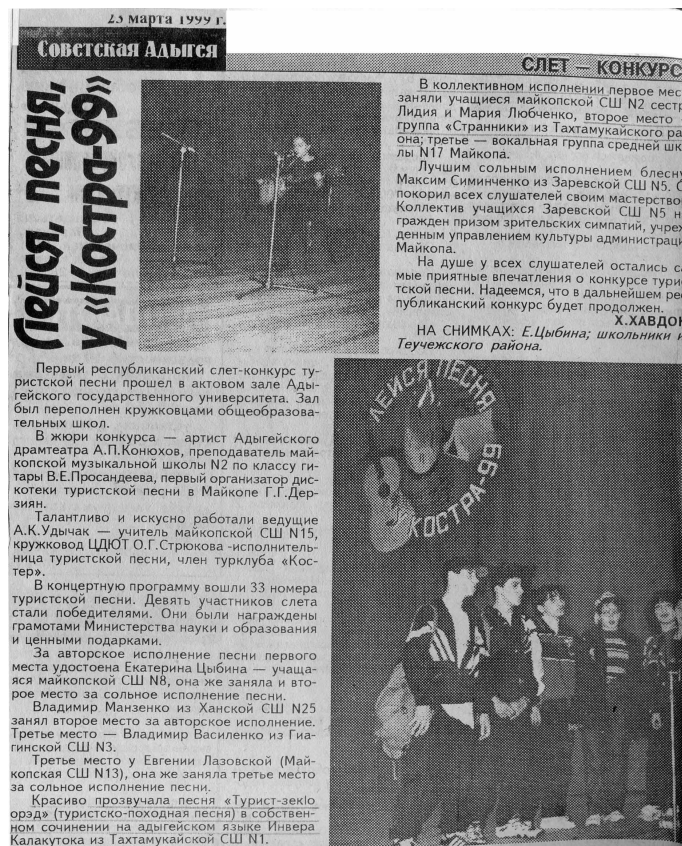 23 марта 1999 г.
Советская Адыгея
СЛЕТ — КОНКУРС
Лейся, песня,
у «Костра-99»
Первый республиканский слет-конкурс ту-
ристской песни прошел в актовом зале Ады-
гейского государственного университета. Зал
был переполнен кружковцами общеобразова-
тельных школ.
В жюри конкурса — артист Адыгейского
драмтеатра А.П.Конюхов, преподаватель май-
копской музыкальной школы N2 по классу ги-
тары В.Е.Просандеева, первый организатор дис-
котеки туристской песни в Майкопе Г.Г.Дер-
зиян.
Талантливо и искусно работали ведущие
А.К.Удычак — учитель майкопской СШ N15,
кружковод ЦДЮТ О.Г.Стрюкова -исполнитель-
ница туристской песни, член турклуба «Кос-
тер».
В концертную программу вошли 33 номера
туристской песни. Девять участников слета
стали победителями. Они были награждены
грамотами Министерства науки и образования
и ценными подарками.
За авторское исполнение песни первого
места удостоена Екатерина Цыбина — учаща-
яся майкопской СШ N8, она же заняла и вто-
рое место за сольное исполнение песни.
Владимир Манзенко из Ханской СШ N25
занял второе место за авторское исполнение.
Третье место — Владимир Василенко из Гиа-
гинской СШ N3.
Третье место у Евгении Лазовской (Май-
копская СШ N13), она же заняла третье место
за сольное исполнение песни.
Красиво прозвучала песня «Турист-зекIо
орэд» (туристско-походная песня) в собствен-
ном сочинении на адыгейском языке Инвера
Калакутока из Тахтамукайской СШ N1.
В коллективном исполнении первое мес
заняли учащиеся майкопской СШ N2 сестр
Лидия и Мария Любченко, второе место
группа «Странники» из Тахтамукайского ра
она; третье — вокальная группа средней шк
лы N17 Майкопа.
Лучшим сольным исполнением блесну
Максим Симинченко из Заревской СШ N5. О
покорил всех слушателей своим мастерство
Коллектив учащихся Заревской СШ N5 н
гражден призом зрительских симпатий, учре
денным управлением культуры администраци
Майкопа.
На душе у всех слушателей остались са
мые приятные впечатления о конкурсе тури
тской песни. Надеемся, что в дальнейшем рес
публиканский конкурс будет продолжен.
Х.ХАВДОК
НА СНИМКАХ: Е.Цыбина; школьники и
Теучежского района.
ЛЕЙСЯ ПЕСНЯ
У КОСТРА-99